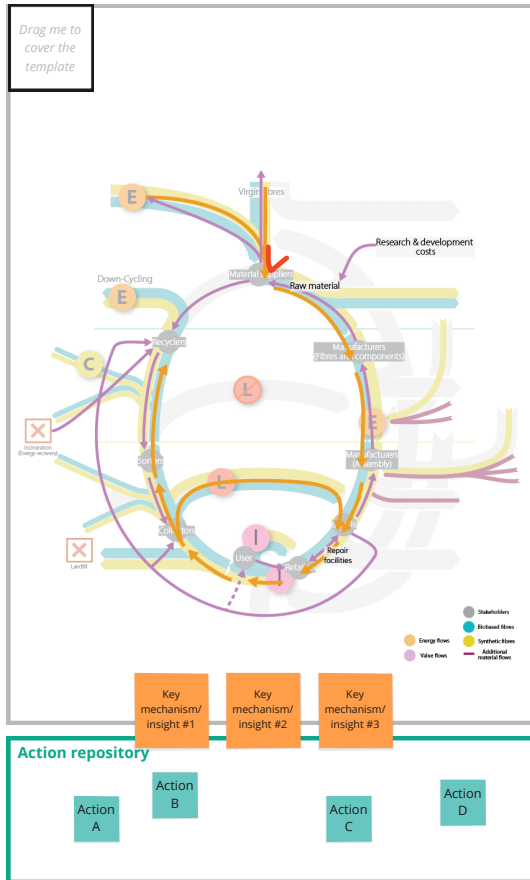 Drag me to
cover the
template
E
Virgin fibres
Research & development
costs
Material suppliers
Raw material
Down-Cycling
E
Recyclers
Manufacturers
(Fibres and components)
C
L
E
Incineration
(Energy recovery)
Sorters
Manufacturers
(Assembly)
L
Collectors
I
Repair
facilities
User
Landfill
I
Stakeholders
Biobased fibres
Energy flows
Synthetic fibres
Value flows
Additional
material flows
Key
mechanism/
insight #1
Key
mechanism/
insight #2
Key
mechanism/
insight #3
Action repository
Action
A
Action
B
Action
C
Action
D